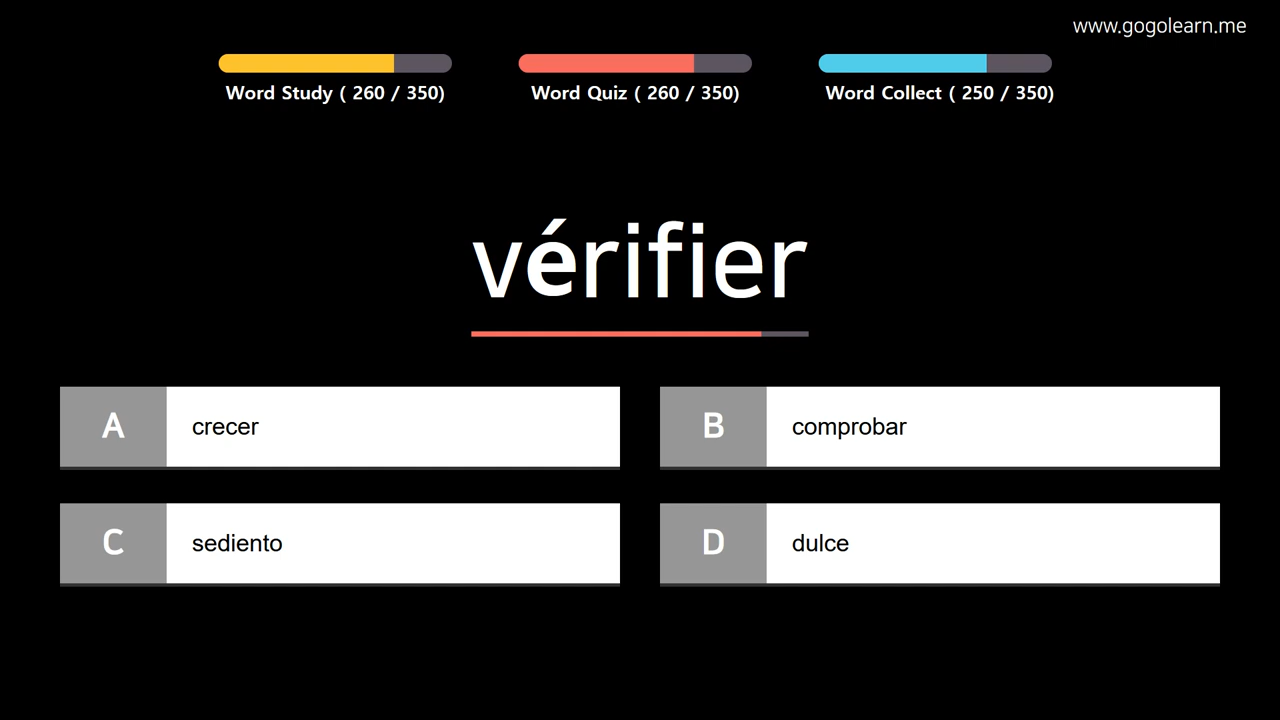 www.gogolearn.me
Word Study ( 260 / 350)
Word Quiz ( 260 / 350)
Word Collect ( 250 / 350)
vérifier
A
crecer
B
comprobar
C
sediento
D
dulce